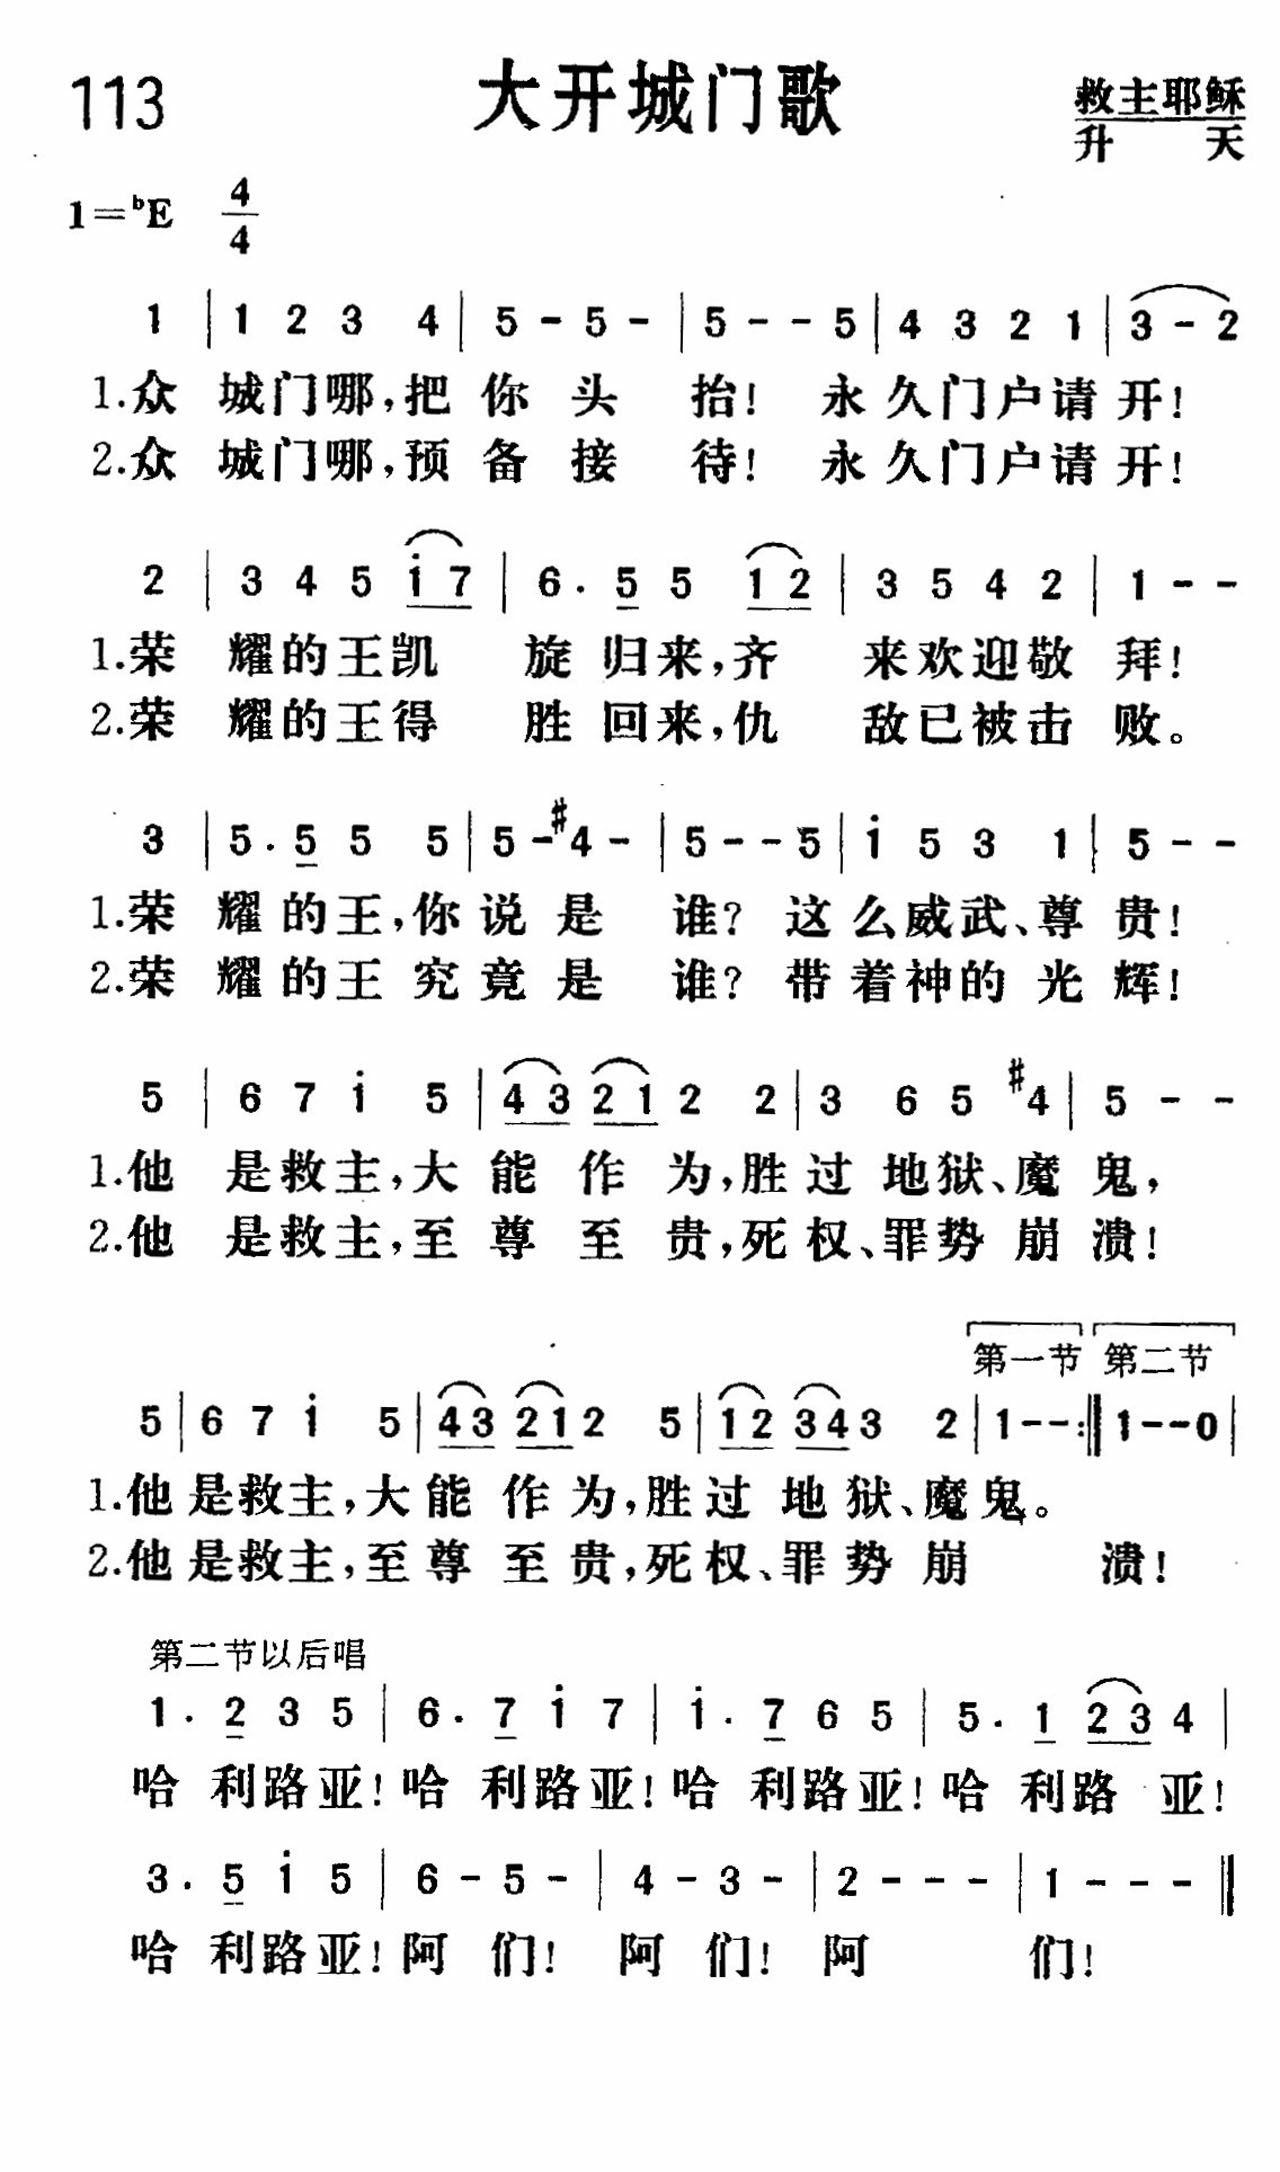 113 大开城门歌 救主耶稣
升 天
1=ᵇE 4/4
1 | 1 2 3 4 | 5 - 5 - | 5 - - 5 | 4 3 2 1 | 3 - 2
1.众 城门哪,把 你 头 抬! 永 久门户请 开!
2.众 城门哪,预 备 接 待! 永 久门户请 开!
2 | 3 4 5 i 7 | 6 . 5 5 1 2 | 3 5 4 2 | 1 - -
1.荣 耀的王凯 旋 归来,齐 来欢迎敬 拜!
2.荣 耀的王得 胜 回来,仇 敌已被击 败。
3 | 5 . 5 5 5 | 5 - #4 - | 5 - - 5 | i 5 3 1 | 5 - -
1.荣 耀 的王,你 说 是 谁? 这 么威武、尊 贵!
2.荣 耀 的王 究 竟 是 谁? 带 着神的 光 辉!
5 | 6 7 i 5 | 4 3 2 1 2 2 | 3 6 5 #4 | 5 - -
1.他 是救主,大 能 作 为,胜 过 地狱、魔 鬼,
2.他 是救主,至 尊 至 贵,死 权、罪势 崩 溃!
第一节 第二节
5 | 6 7 i 5 | 4 3 2 1 2 5 | 1 2 3 4 3 2 | 1 - - :‖ 1 - - 0 |
1.他 是救主,大 能 作 为,胜 过 地 狱、魔 鬼。
2.他 是救主,至 尊 至 贵,死 权、罪 势 崩 溃!
第二节以后唱
1 . 2 3 5 | 6 . 7 i 7 | i . 7 6 5 | 5 . 1 2 3 4 |
哈 利路亚!哈 利路亚!哈 利路亚!哈 利路 亚!
3 . 5 i 5 | 6 - 5 - | 4 - 3 - | 2 - - - | 1 - - - ‖
哈 利路亚!阿 们! 阿 们! 阿 们!